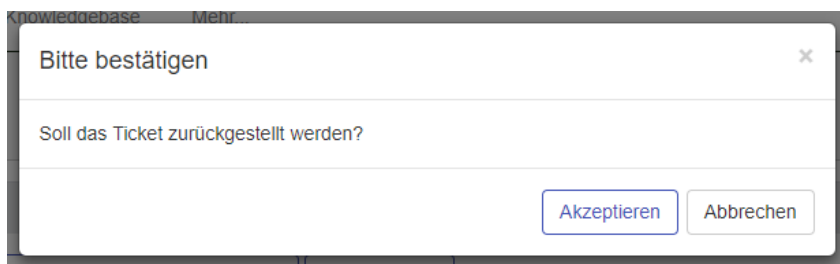 Knowledgebase Mehr...
Bitte bestätigen ×
Soll das Ticket zurückgestellt werden?
Akzeptieren Abbrechen